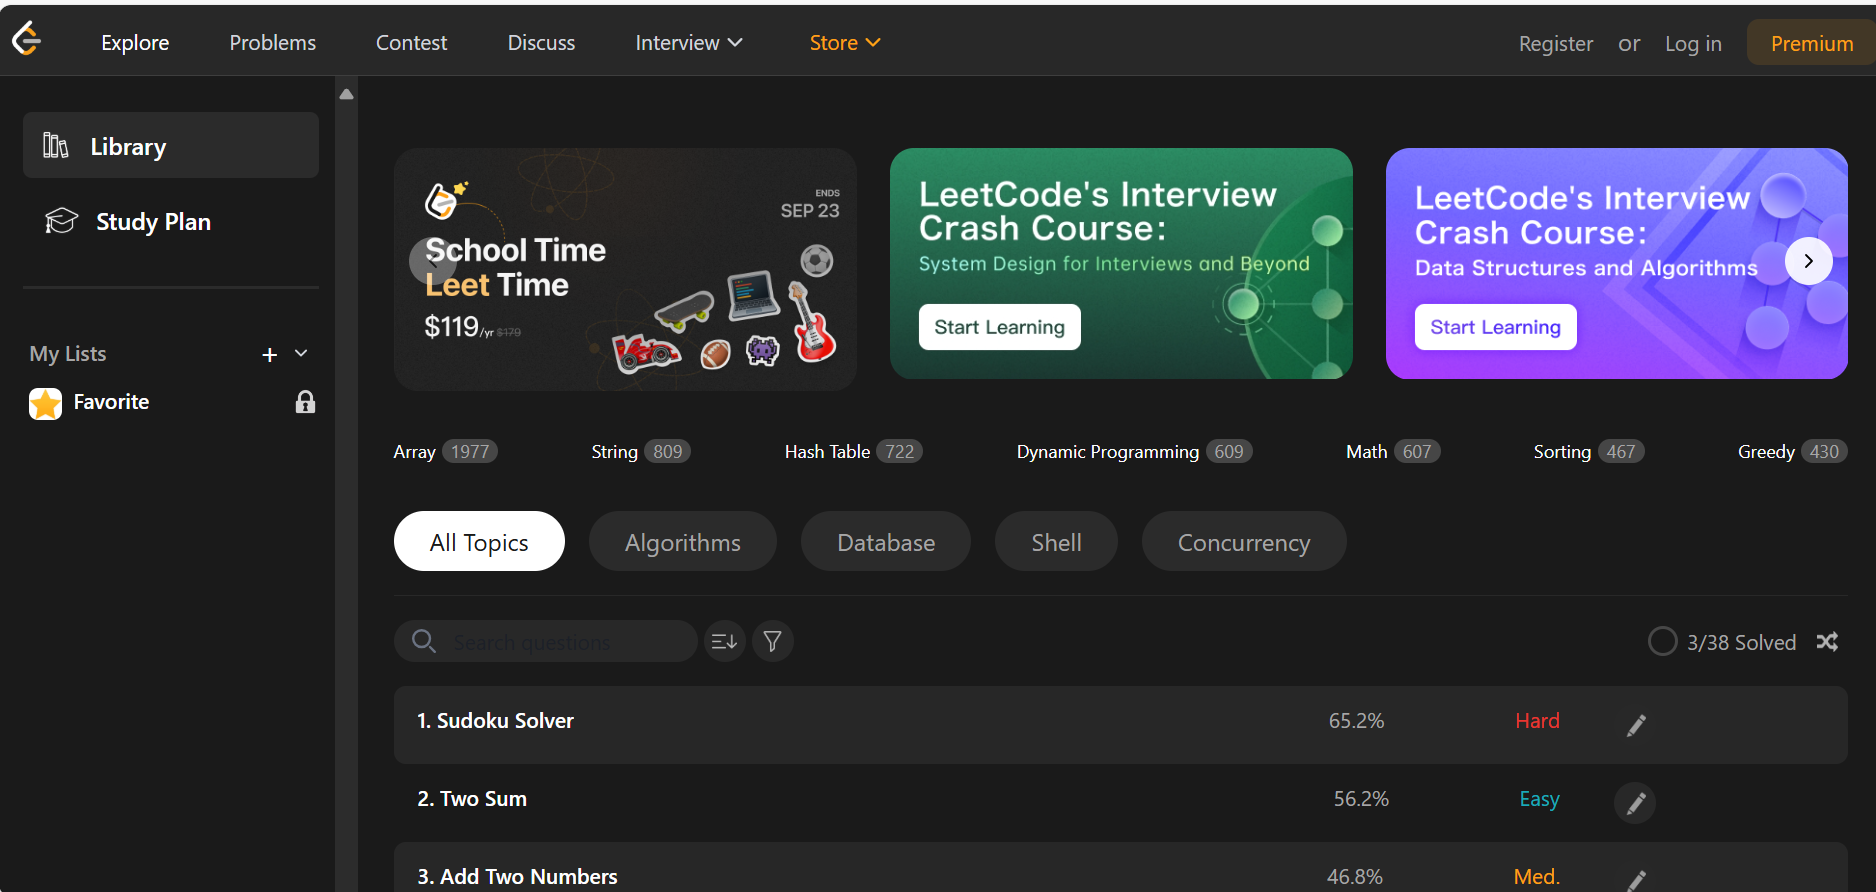 Explore Problems Contest Discuss Interview Store Register or Log in Premium
Library
Study Plan
My Lists
Favorite
ENDS
SEP 23
School Time
Leet Time
$119/yr $179
LeetCode's Interview
Crash Course:
System Design for Interviews and Beyond
Start Learning
LeetCode's Interview
Crash Course:
Data Structures and Algorithms
Start Learning
Array 1977 String 809 Hash Table 722 Dynamic Programming 609 Math 607 Sorting 467 Greedy 430
All Topics Algorithms Database Shell Concurrency
Search questions 3/38 Solved
1. Sudoku Solver 65.2% Hard
2. Two Sum 56.2% Easy
3. Add Two Numbers 46.8% Med.